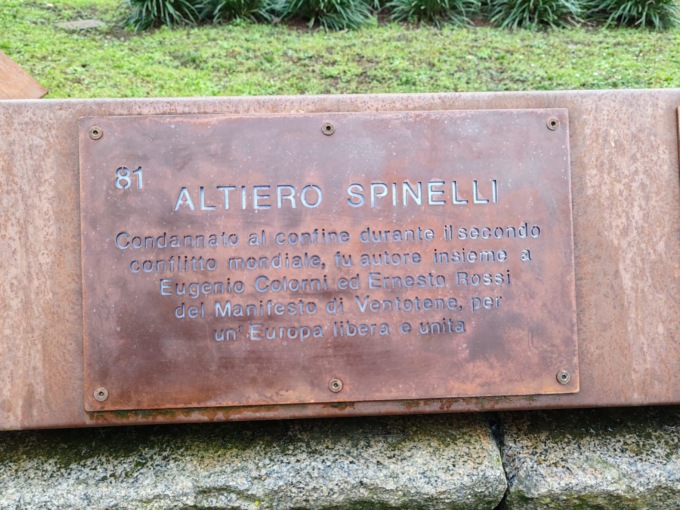 81
ALTIERO SPINELLI
Condannato al confine durante il secondo
conflitto mondiale, fu autore insieme a
Eugenio Colorni ed Ernesto Rossi
del Manifesto di Ventotene, per
un'Europa libera e unita